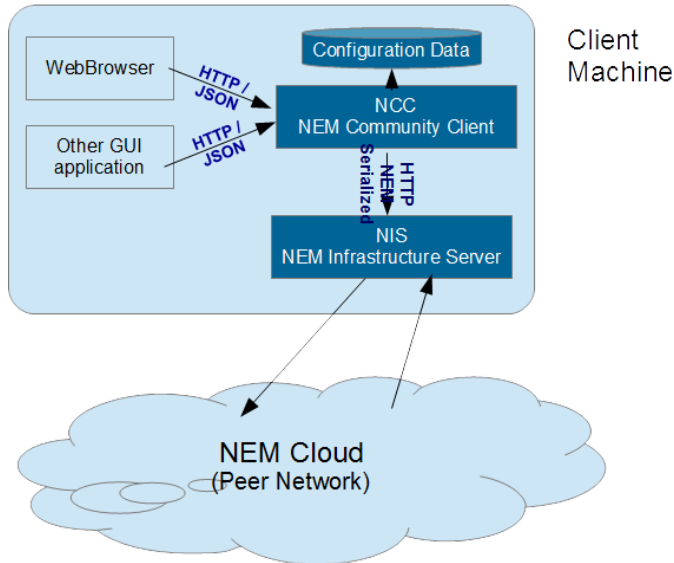 Configuration Data
Client
Machine
WebBrowser
HTTP /
JSON
NCC
NEM Community Client
Other GUI
application
HTTP /
JSON
HTTP
NEM
Serialized
NIS
NEM Infrastructure Server
NEM Cloud
(Peer Network)